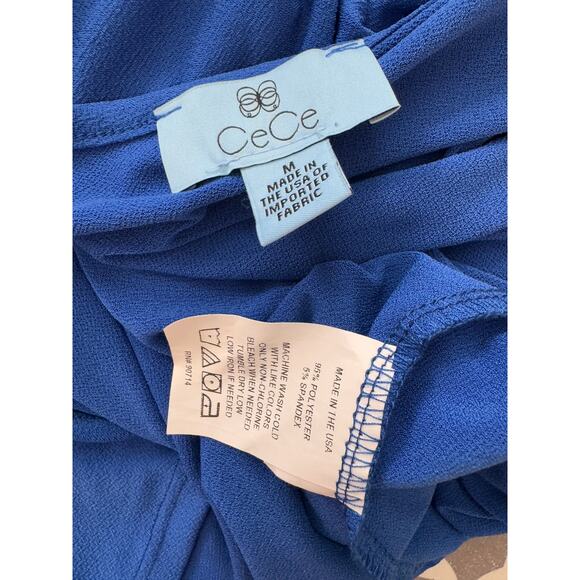 CeCe
M
MADE IN
THE USA OF
IMPORTED
FABRIC
MADE IN THE USA
95% POLYESTER
5% SPANDEX
MACHINE WASH COLD
WITH LIKE COLORS
ONLY NON-CHLORINE
BLEACH WHEN NEEDED
TUMBLE DRY LOW
LOW IRON IF NEEDED
RN# 90714